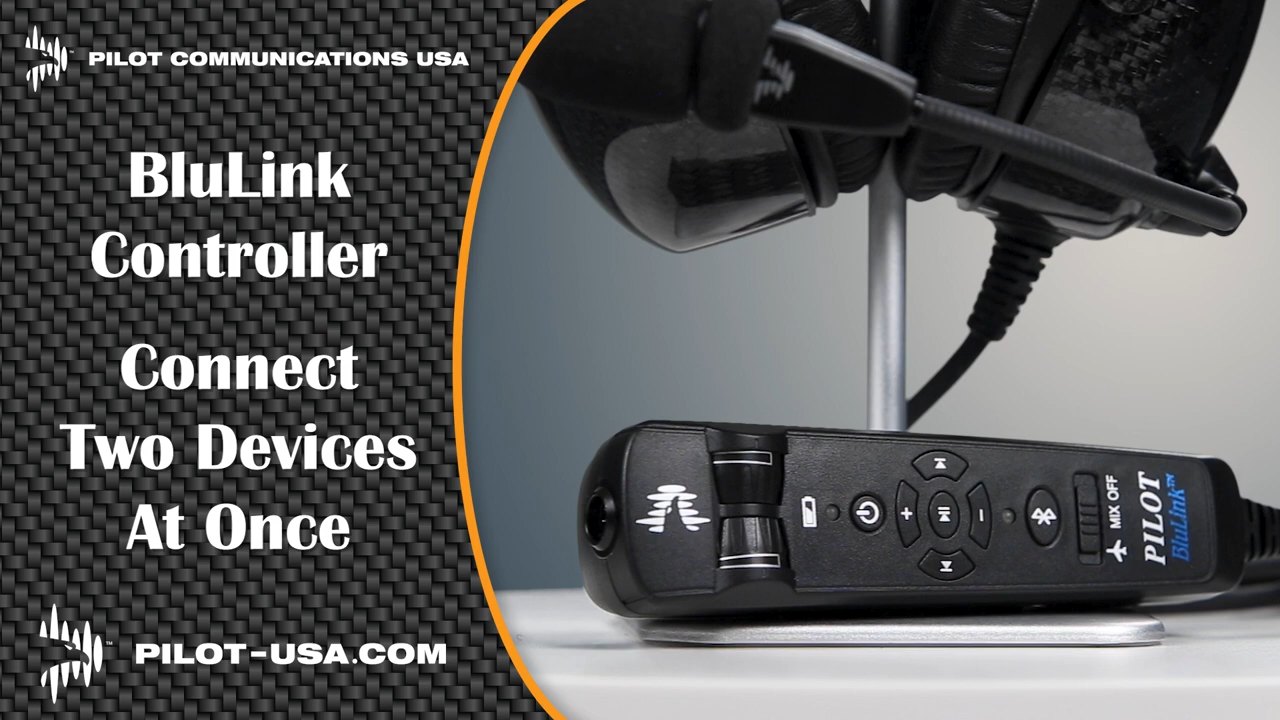 PILOT COMMUNICATIONS USA
BluLink
Controller
Connect
Two Devices
At Once
PILOT-USA.COM
MIX OFF
PILOT
BluLink™